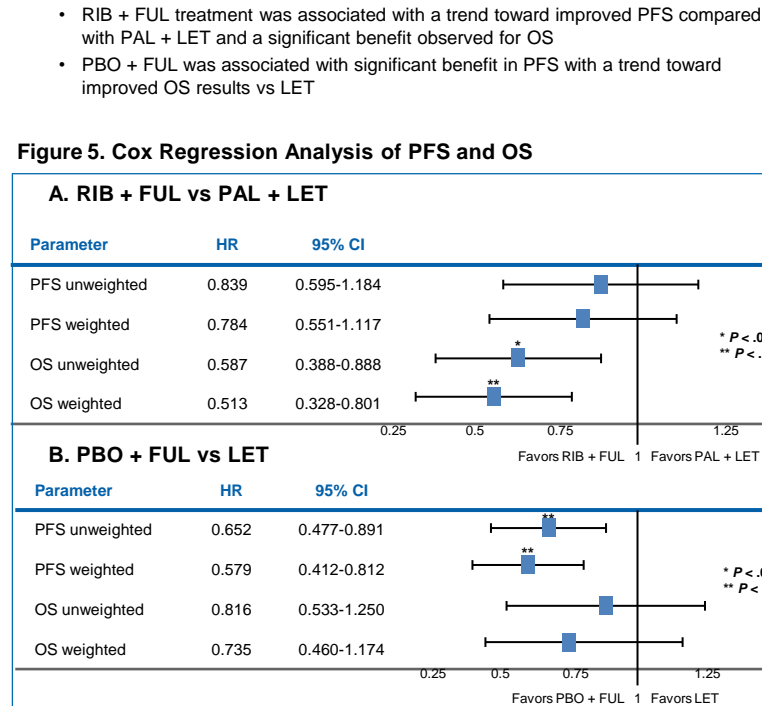 • RIB + FUL treatment was associated with a trend toward improved PFS compared
with PAL + LET and a significant benefit observed for OS
• PBO + FUL was associated with significant benefit in PFS with a trend toward
improved OS results vs LET
Figure 5. Cox Regression Analysis of PFS and OS
A. RIB + FUL vs PAL + LET
Parameter HR 95% CI
PFS unweighted 0.839 0.595-1.184
PFS weighted 0.784 0.551-1.117
* P < .0
*
** P < .
OS unweighted 0.587 0.388-0.888
**
OS weighted 0.513 0.328-0.801
0.25 0.5 0.75 1.25
Favors RIB + FUL 1 Favors PAL + LET
B. PBO + FUL vs LET
Parameter HR 95% CI
**
PFS unweighted 0.652 0.477-0.891
**
PFS weighted 0.579 0.412-0.812
* P < .0
** P <
OS unweighted 0.816 0.533-1.250
OS weighted 0.735 0.460-1.174
0.25 0.5 0.75 1.25
Favors PBO + FUL 1 Favors LET